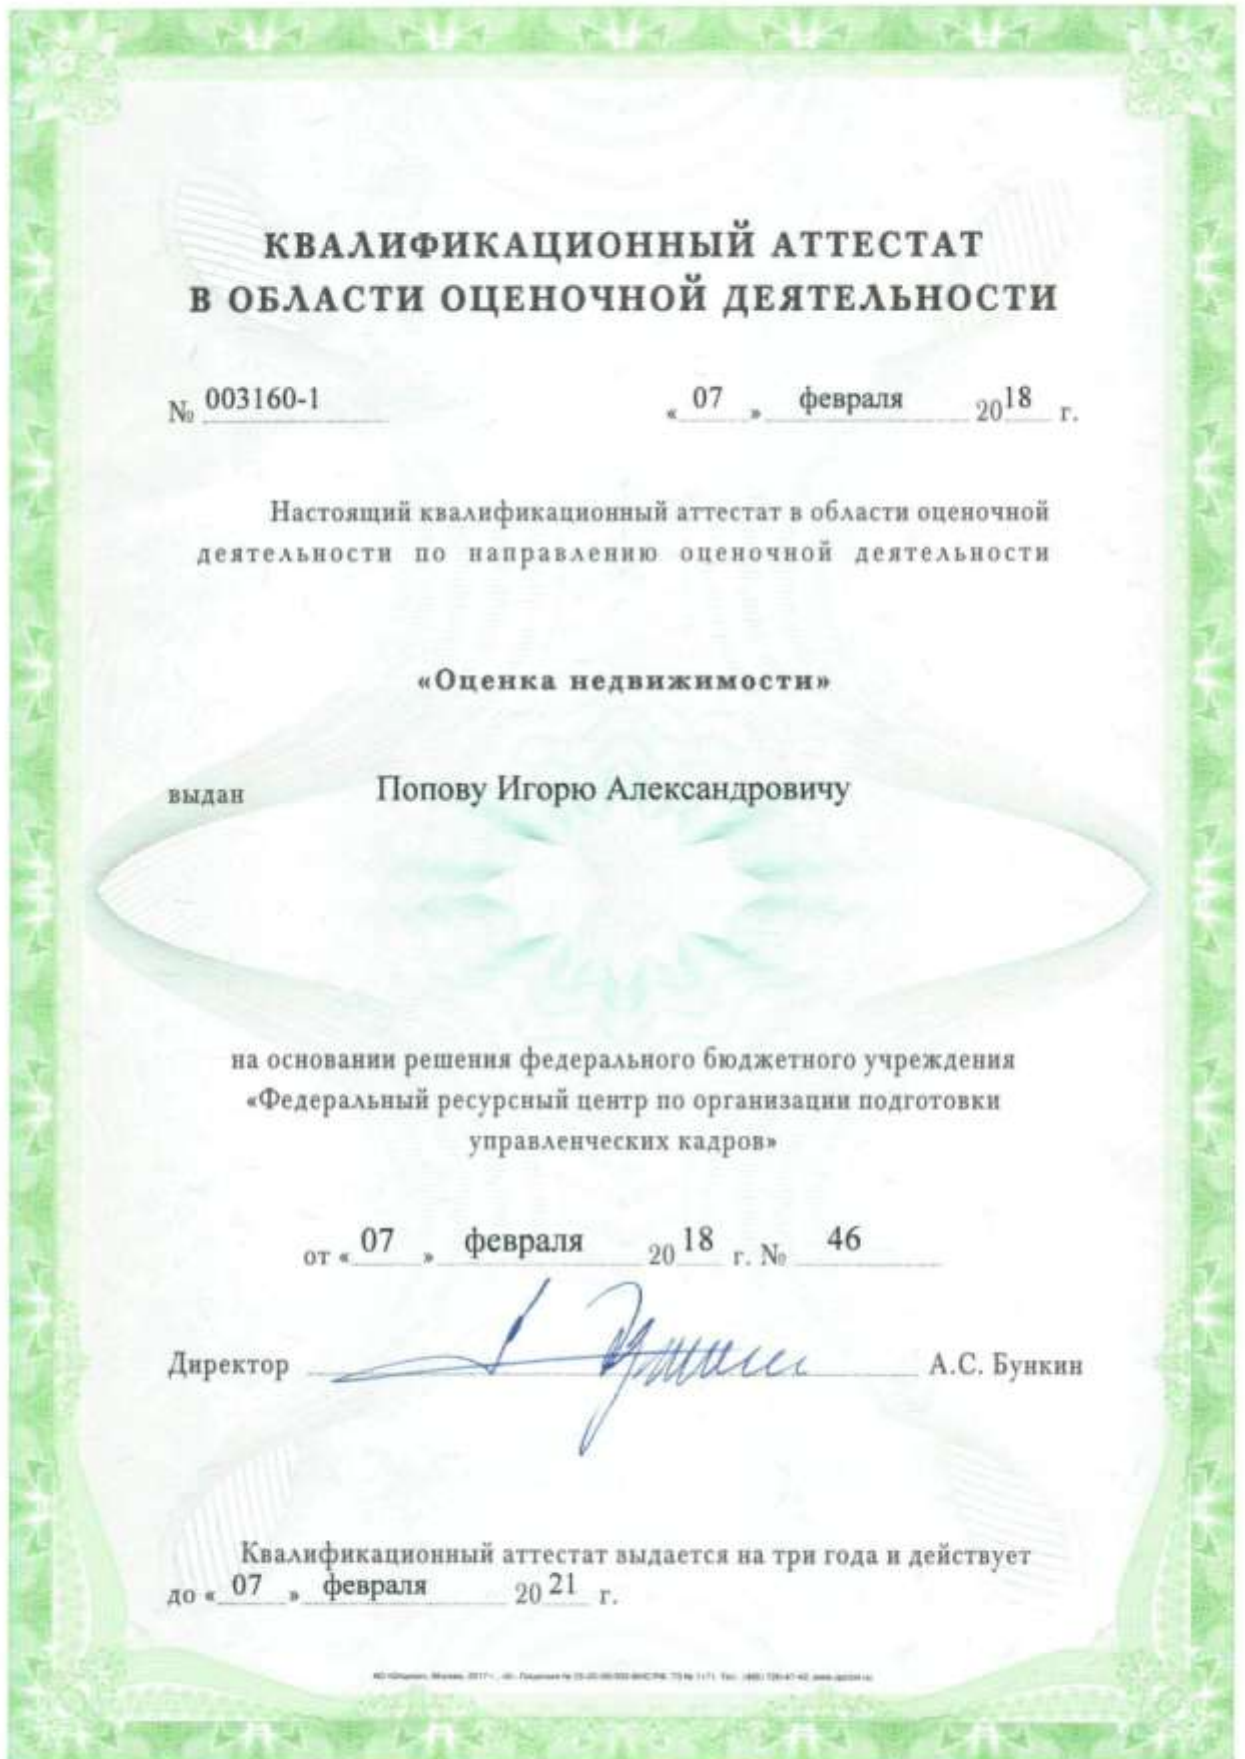 КВАЛИФИКАЦИОННЫЙ АТТЕСТАТ
В ОБЛАСТИ ОЦЕНОЧНОЙ ДЕЯТЕЛЬНОСТИ
№ 003160-1 « 07 » февраля 2018 г.
Настоящий квалификационный аттестат в области оценочной
деятельности по направлению оценочной деятельности
«Оценка недвижимости»
выдан Попову Игорю Александровичу
на основании решения федерального бюджетного учреждения
«Федеральный ресурсный центр по организации подготовки
управленческих кадров»
от « 07 » февраля 2018 г. № 46
Директор А.С. Бункин
Квалификационный аттестат выдается на три года и действует
до « 07 » февраля 2021 г.